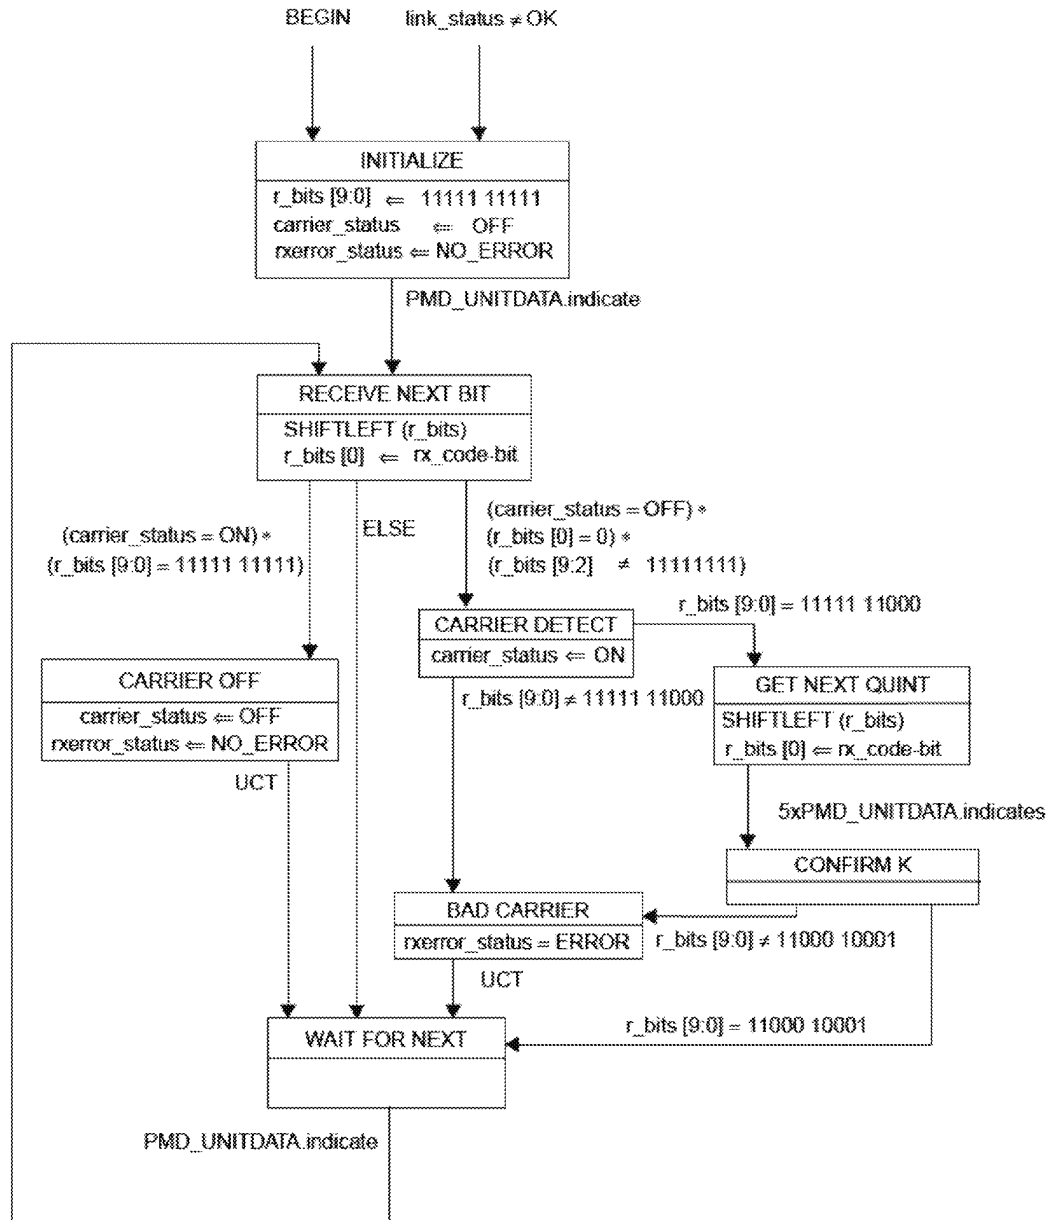 BEGIN
link_status ≠ OK
INITIALIZE
r_bits [9:0] ⇐ 11111 11111
carrier_status ⇐ OFF
rxerror_status ⇐ NO_ERROR
PMD_UNITDATA.indicate
RECEIVE NEXT BIT
SHIFTLEFT (r_bits)
r_bits [0] ⇐ rx_code-bit
(carrier_status = ON) *
(r_bits [9:0] = 11111 11111)
ELSE
(carrier_status = OFF) *
(r_bits [0] = 0) *
(r_bits [9:2] ≠ 11111111)
CARRIER DETECT
carrier_status ⇐ ON
r_bits [9:0] = 11111 11000
r_bits [9:0] ≠ 11111 11000
CARRIER OFF
carrier_status ⇐ OFF
rxerror_status ⇐ NO_ERROR
UCT
GET NEXT QUINT
SHIFTLEFT (r_bits)
r_bits [0] ⇐ rx_code-bit
5xPMD_UNITDATA.indicates
CONFIRM K
BAD CARRIER
rxerror_status = ERROR
r_bits [9:0] ≠ 11000 10001
UCT
r_bits [9:0] = 11000 10001
WAIT FOR NEXT
PMD_UNITDATA.indicate